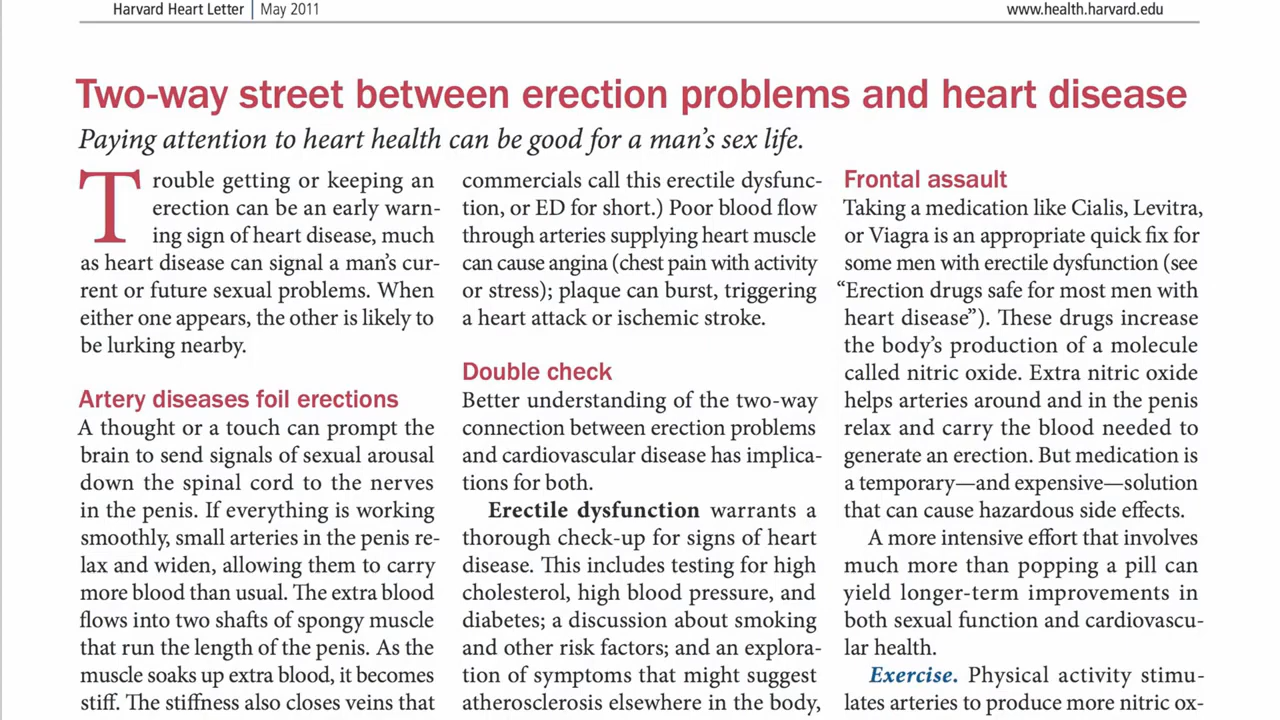 Harvard Heart Letter | May 2011
www.health.harvard.edu
Two-way street between erection problems and heart disease
Paying attention to heart health can be good for a man's sex life.
Trouble getting or keeping an
erection can be an early warn-
ing sign of heart disease, much
as heart disease can signal a man's cur-
rent or future sexual problems. When
either one appears, the other is likely to
be lurking nearby.
Artery diseases foil erections
A thought or a touch can prompt the
brain to send signals of sexual arousal
down the spinal cord to the nerves
in the penis. If everything is working
smoothly, small arteries in the penis re-
lax and widen, allowing them to carry
more blood than usual. The extra blood
flows into two shafts of spongy muscle
that run the length of the penis. As the
muscle soaks up extra blood, it becomes
stiff. The stiffness also closes veins that
commercials call this erectile dysfunc-
tion, or ED for short.) Poor blood flow
through arteries supplying heart muscle
can cause angina (chest pain with activity
or stress); plaque can burst, triggering
a heart attack or ischemic stroke.
Double check
Better understanding of the two-way
connection between erection problems
and cardiovascular disease has implica-
tions for both.
Erectile dysfunction warrants a
thorough check-up for signs of heart
disease. This includes testing for high
cholesterol, high blood pressure, and
diabetes; a discussion about smoking
and other risk factors; and an explora-
tion of symptoms that might suggest
atherosclerosis elsewhere in the body,
Frontal assault
Taking a medication like Cialis, Levitra,
or Viagra is an appropriate quick fix for
some men with erectile dysfunction (see
“Erection drugs safe for most men with
heart disease”). These drugs increase
the body's production of a molecule
called nitric oxide. Extra nitric oxide
helps arteries around and in the penis
relax and carry the blood needed to
generate an erection. But medication is
a temporary—and expensive—solution
that can cause hazardous side effects.
A more intensive effort that involves
much more than popping a pill can
yield longer-term improvements in
both sexual function and cardiovascu-
lar health.
Exercise. Physical activity stimu-
lates arteries to produce more nitric ox-